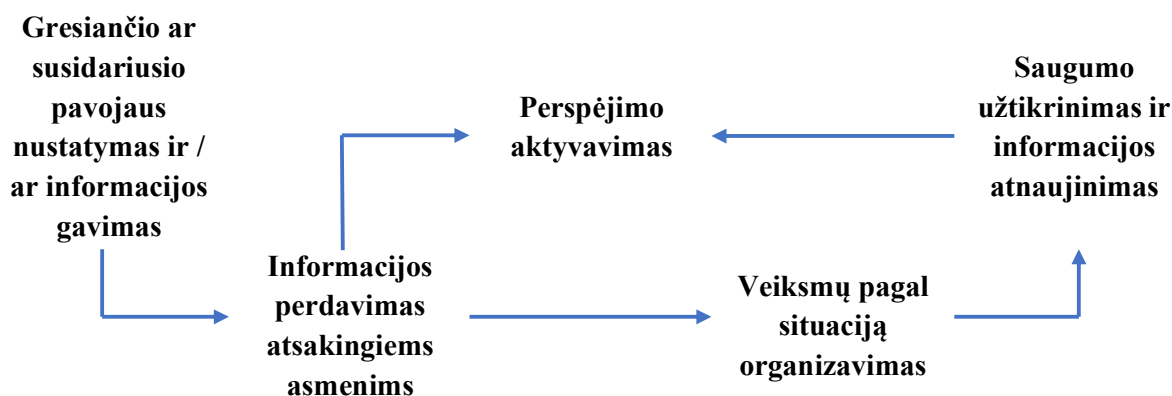 Gresiančio ar
susidariusio
pavojaus
nustatymas ir /
ar informacijos
gavimas
Perspėjimo
aktyvavimas
Saugumo
užtikrinimas ir
informacijos
atnaujinimas
Informacijos
perdavimas
atsakingiems
asmenims
Veiksmų pagal
situaciją
organizavimas